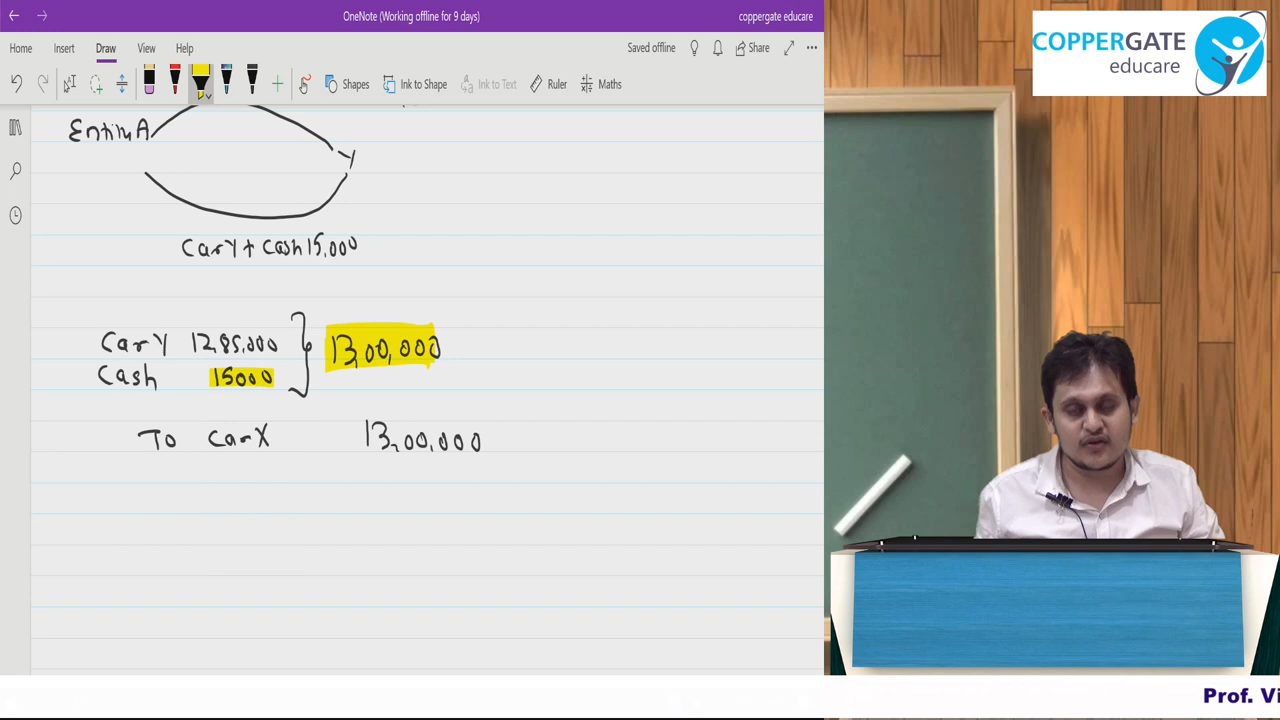 OneNote (Working offline for 9 days)
coppergate educare
Home Insert Draw View Help
Saved offline
Share
Shapes
Ink to Shape
Ink to Text
Ruler
Maths
COPPERGATE
educare
Entity A
Y
Car Y + Cash 15,000
Car Y 1285,000
13,00,000
Cash 15000
To Car X 13,00,000
Prof. Vi